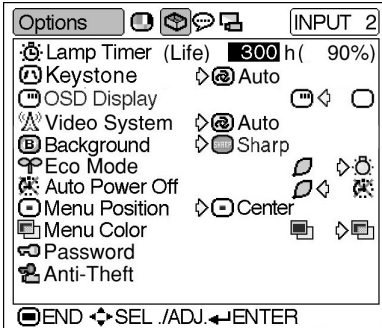 Options INPUT 2
Lamp Timer (Life) 300 h( 90%)
Keystone Auto
OSD Display
Video System Auto
B Background SHARP Sharp
Eco Mode
Auto Power Off
Menu Position Center
Menu Color
Password
Anti-Theft
END SEL./ADJ. ENTER